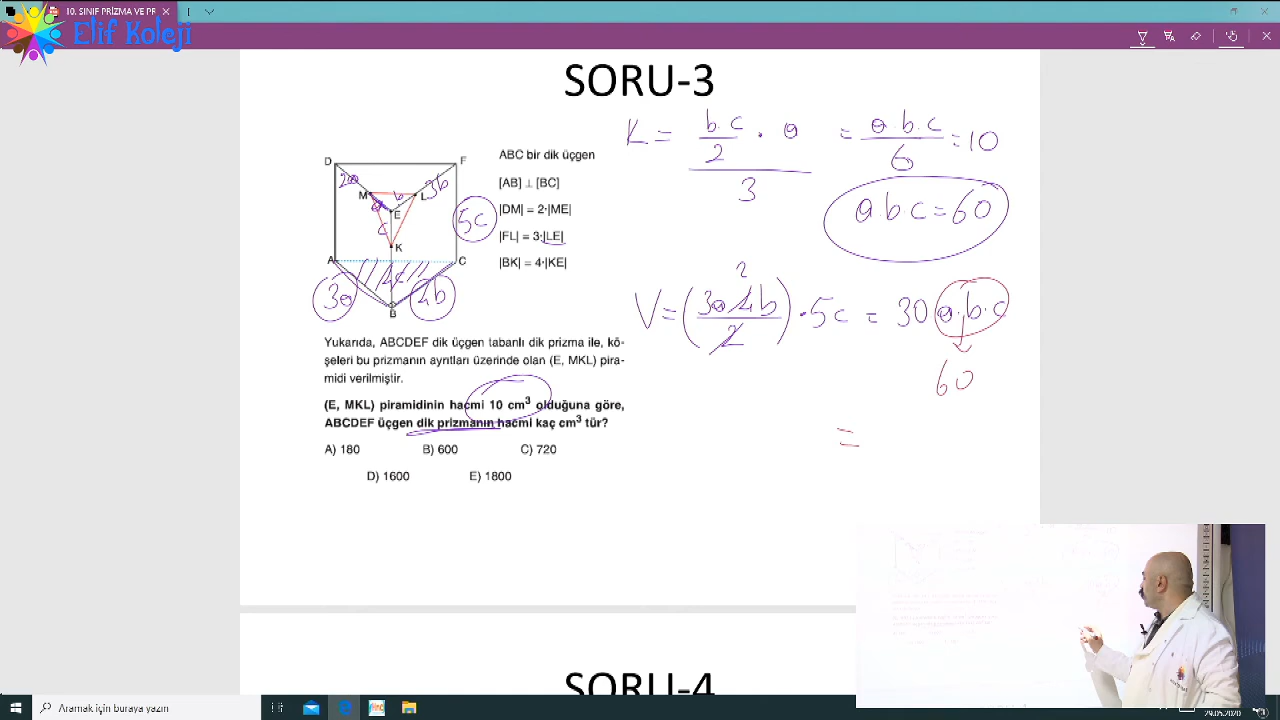 10. SINIF PRİZMA VE PR
Elif Koleji
SORU-3
ABC bir dik üçgen
[AB] ⊥ [BC]
|DM| = 2·|ME|
|FL| = 3·|LE|
|BK| = 4·|KE|
D
F
2a
3b
M
b
L
a
E
c
5c
K
A
C
4c
3a
4b
B
K = b.c/2 · a / 3 = a.b.c/6 = 10
a.b.c = 60
V = (3a.4b/2) · 5c = 30 a.b.c
2
60
=
Yukarıda, ABCDEF dik üçgen tabanlı dik prizma ile, kö-
şeleri bu prizmanın ayrıtları üzerinde olan (E, MKL) pira-
midi verilmiştir.
(E, MKL) piramidinin hacmi 10 cm³ olduğuna göre,
ABCDEF üçgen dik prizmanın hacmi kaç cm³ tür?
A) 180 B) 600 C) 720
D) 1600 E) 1800
SORU-4
Aramak için buraya yazın
29.05.2020